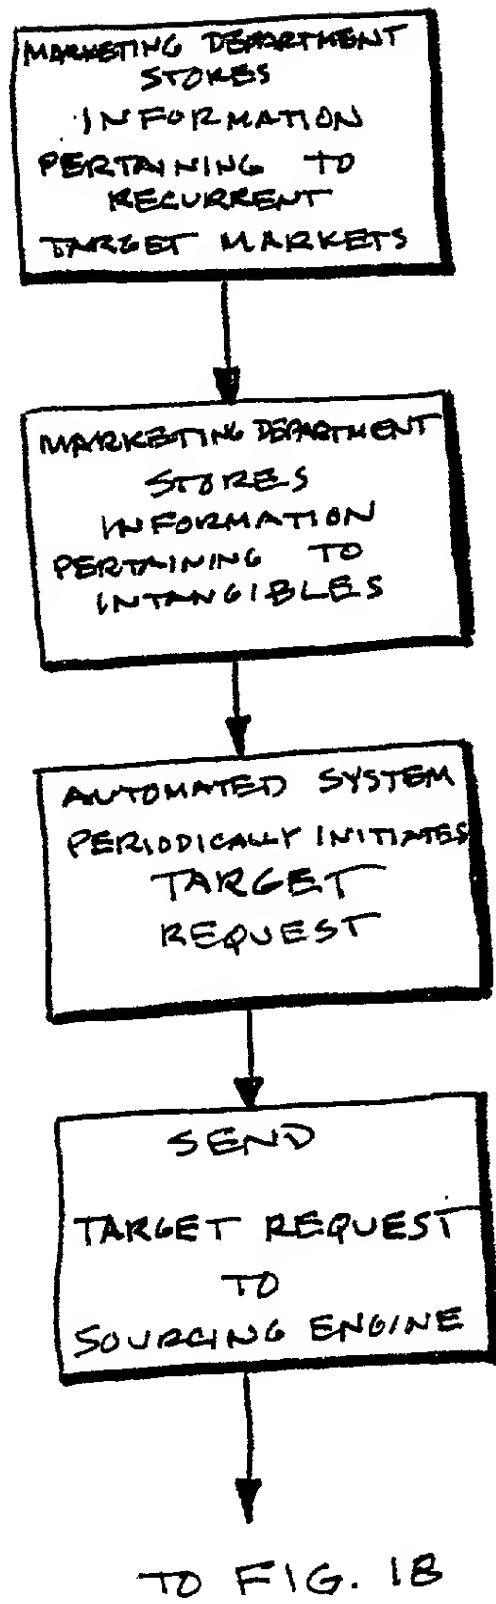 MARKETING DEPARTMENT
STORES
INFORMATION
PERTAINING TO
RECURRENT
TARGET MARKETS
MARKETING DEPARTMENT
STORES
INFORMATION
PERTAINING TO
INTANGIBLES
AUTOMATED SYSTEM
PERIODICALLY INITIATES
TARGET
REQUEST
SEND
TARGET REQUEST
TO
SOURCING ENGINE
TO FIG. 18